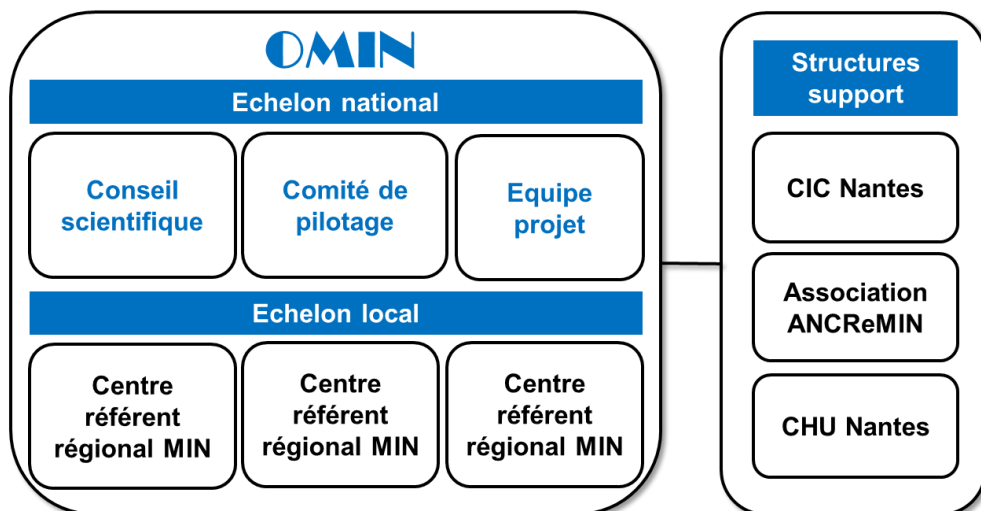 OMIN
Echelon national
Conseil
scientifique
Comité de
pilotage
Equipe
projet
Echelon local
Centre
référent
régional MIN
Centre
référent
régional MIN
Centre
référent
régional MIN
Structures
support
CIC Nantes
Association
ANCReMIN
CHU Nantes